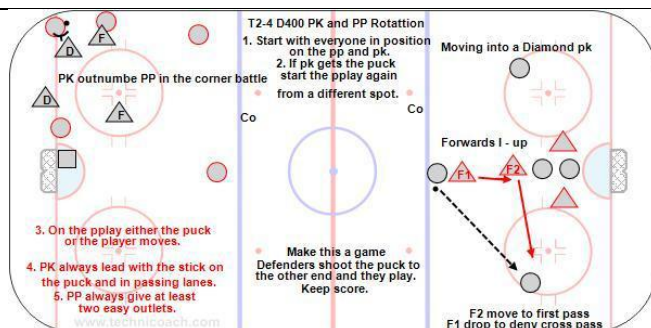 T2-4 D400 PK and PP Rotattion
1. Start with everyone in position
on the pp and pk.
2. If pk gets the puck
start the pplay again
from a different spot.
D
F
PK outnumbe PP in the corner battle
D
F
Co
Co
Moving into a Diamond pk
Forwards I - up
F1
F2
3. On the pplay either the puck
or the player moves.
4. PK always lead with the stick on
the puck and in passing lanes.
5. PP always give at least
two easy outlets.
www.technicoach.com
Make this a game
Defenders shoot the puck to
the other end and they play.
Keep score.
F2 move to first pass
F1 drop to deny cross pass